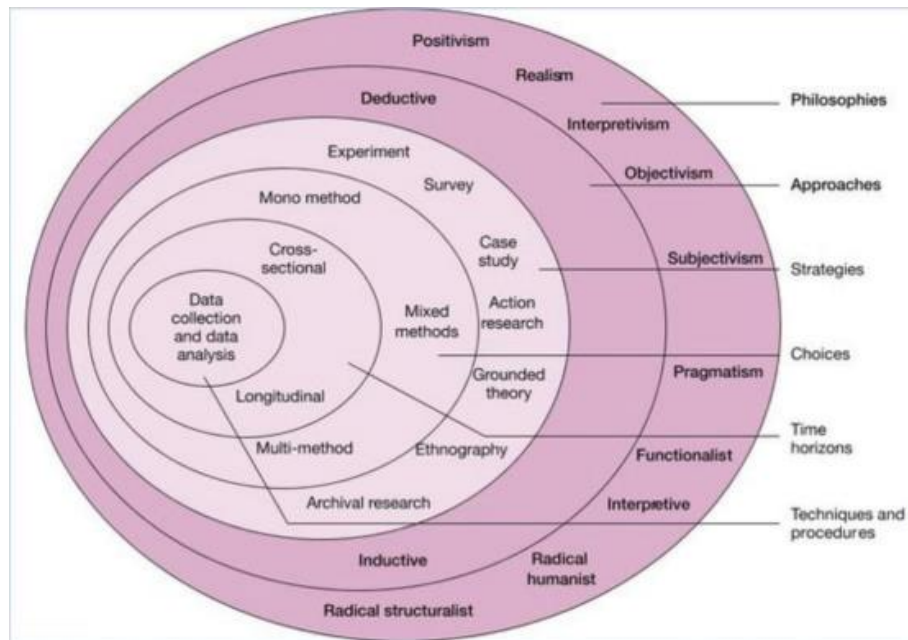 Positivism
Realism
Philosophies
Deductive
Interpretivism
Experiment
Objectivism
Approaches
Survey
Mono method
Case
study
Subjectivism
Strategies
Cross-
sectional
Data
collection
and data
analysis
Mixed
methods
Action
research
Choices
Pragmatism
Grounded
theory
Longitudinal
Time
horizons
Multi-method
Ethnography
Functionalist
Archival research
Interpretive
Techniques and
procedures
Inductive
Radical
humanist
Radical structuralist